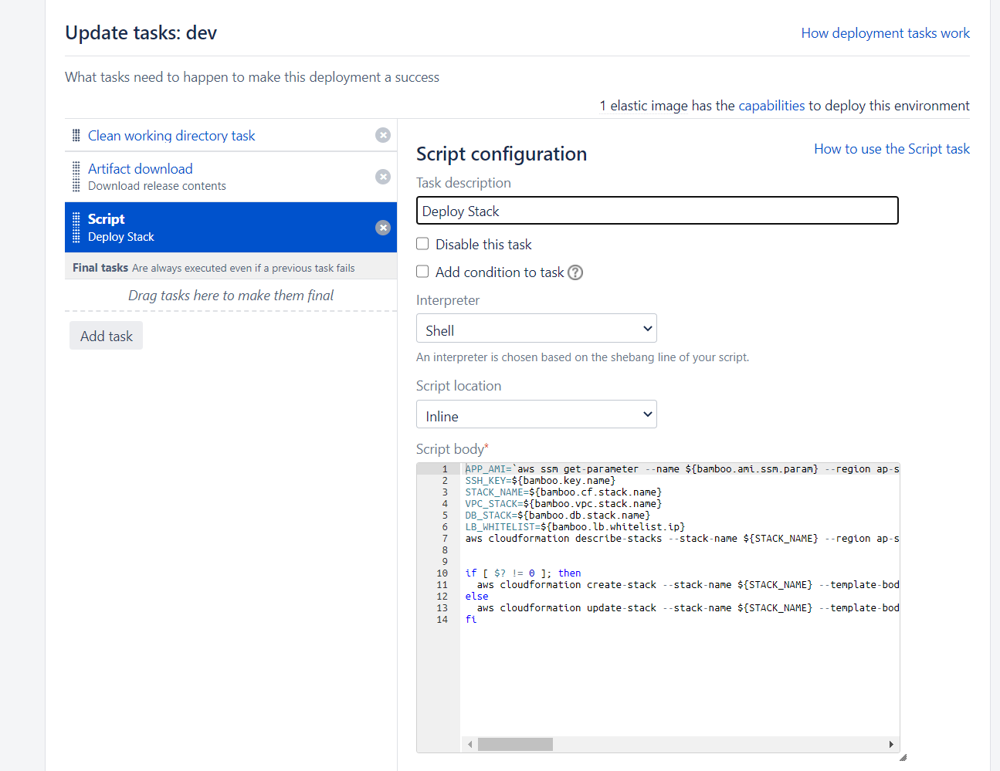 Update tasks: dev
How deployment tasks work
What tasks need to happen to make this deployment a success
1 elastic image has the capabilities to deploy this environment
Clean working directory task
Artifact download
Download release contents
Script
Deploy Stack
Final tasks Are always executed even if a previous task fails
Drag tasks here to make them final
Add task
Script configuration
How to use the Script task
Task description
Deploy Stack
Disable this task
Add condition to task ?
Interpreter
Shell
An interpreter is chosen based on the shebang line of your script.
Script location
Inline
Script body*
1 APP_AMI=`aws ssm get-parameter --name ${bamboo.ami.ssm.param} --region ap-s
2 SSH_KEY=${bamboo.key.name}
3 STACK_NAME=${bamboo.cf.stack.name}
4 VPC_STACK=${bamboo.vpc.stack.name}
5 DB_STACK=${bamboo.db.stack.name}
6 LB_WHITELIST=${bamboo.lb.whitelist.ip}
7 aws cloudformation describe-stacks --stack-name ${STACK_NAME} --region ap-s
8
9
10 if [ $? != 0 ]; then
11 aws cloudformation create-stack --stack-name ${STACK_NAME} --template-bod
12 else
13 aws cloudformation update-stack --stack-name ${STACK_NAME} --template-bod
14 fi